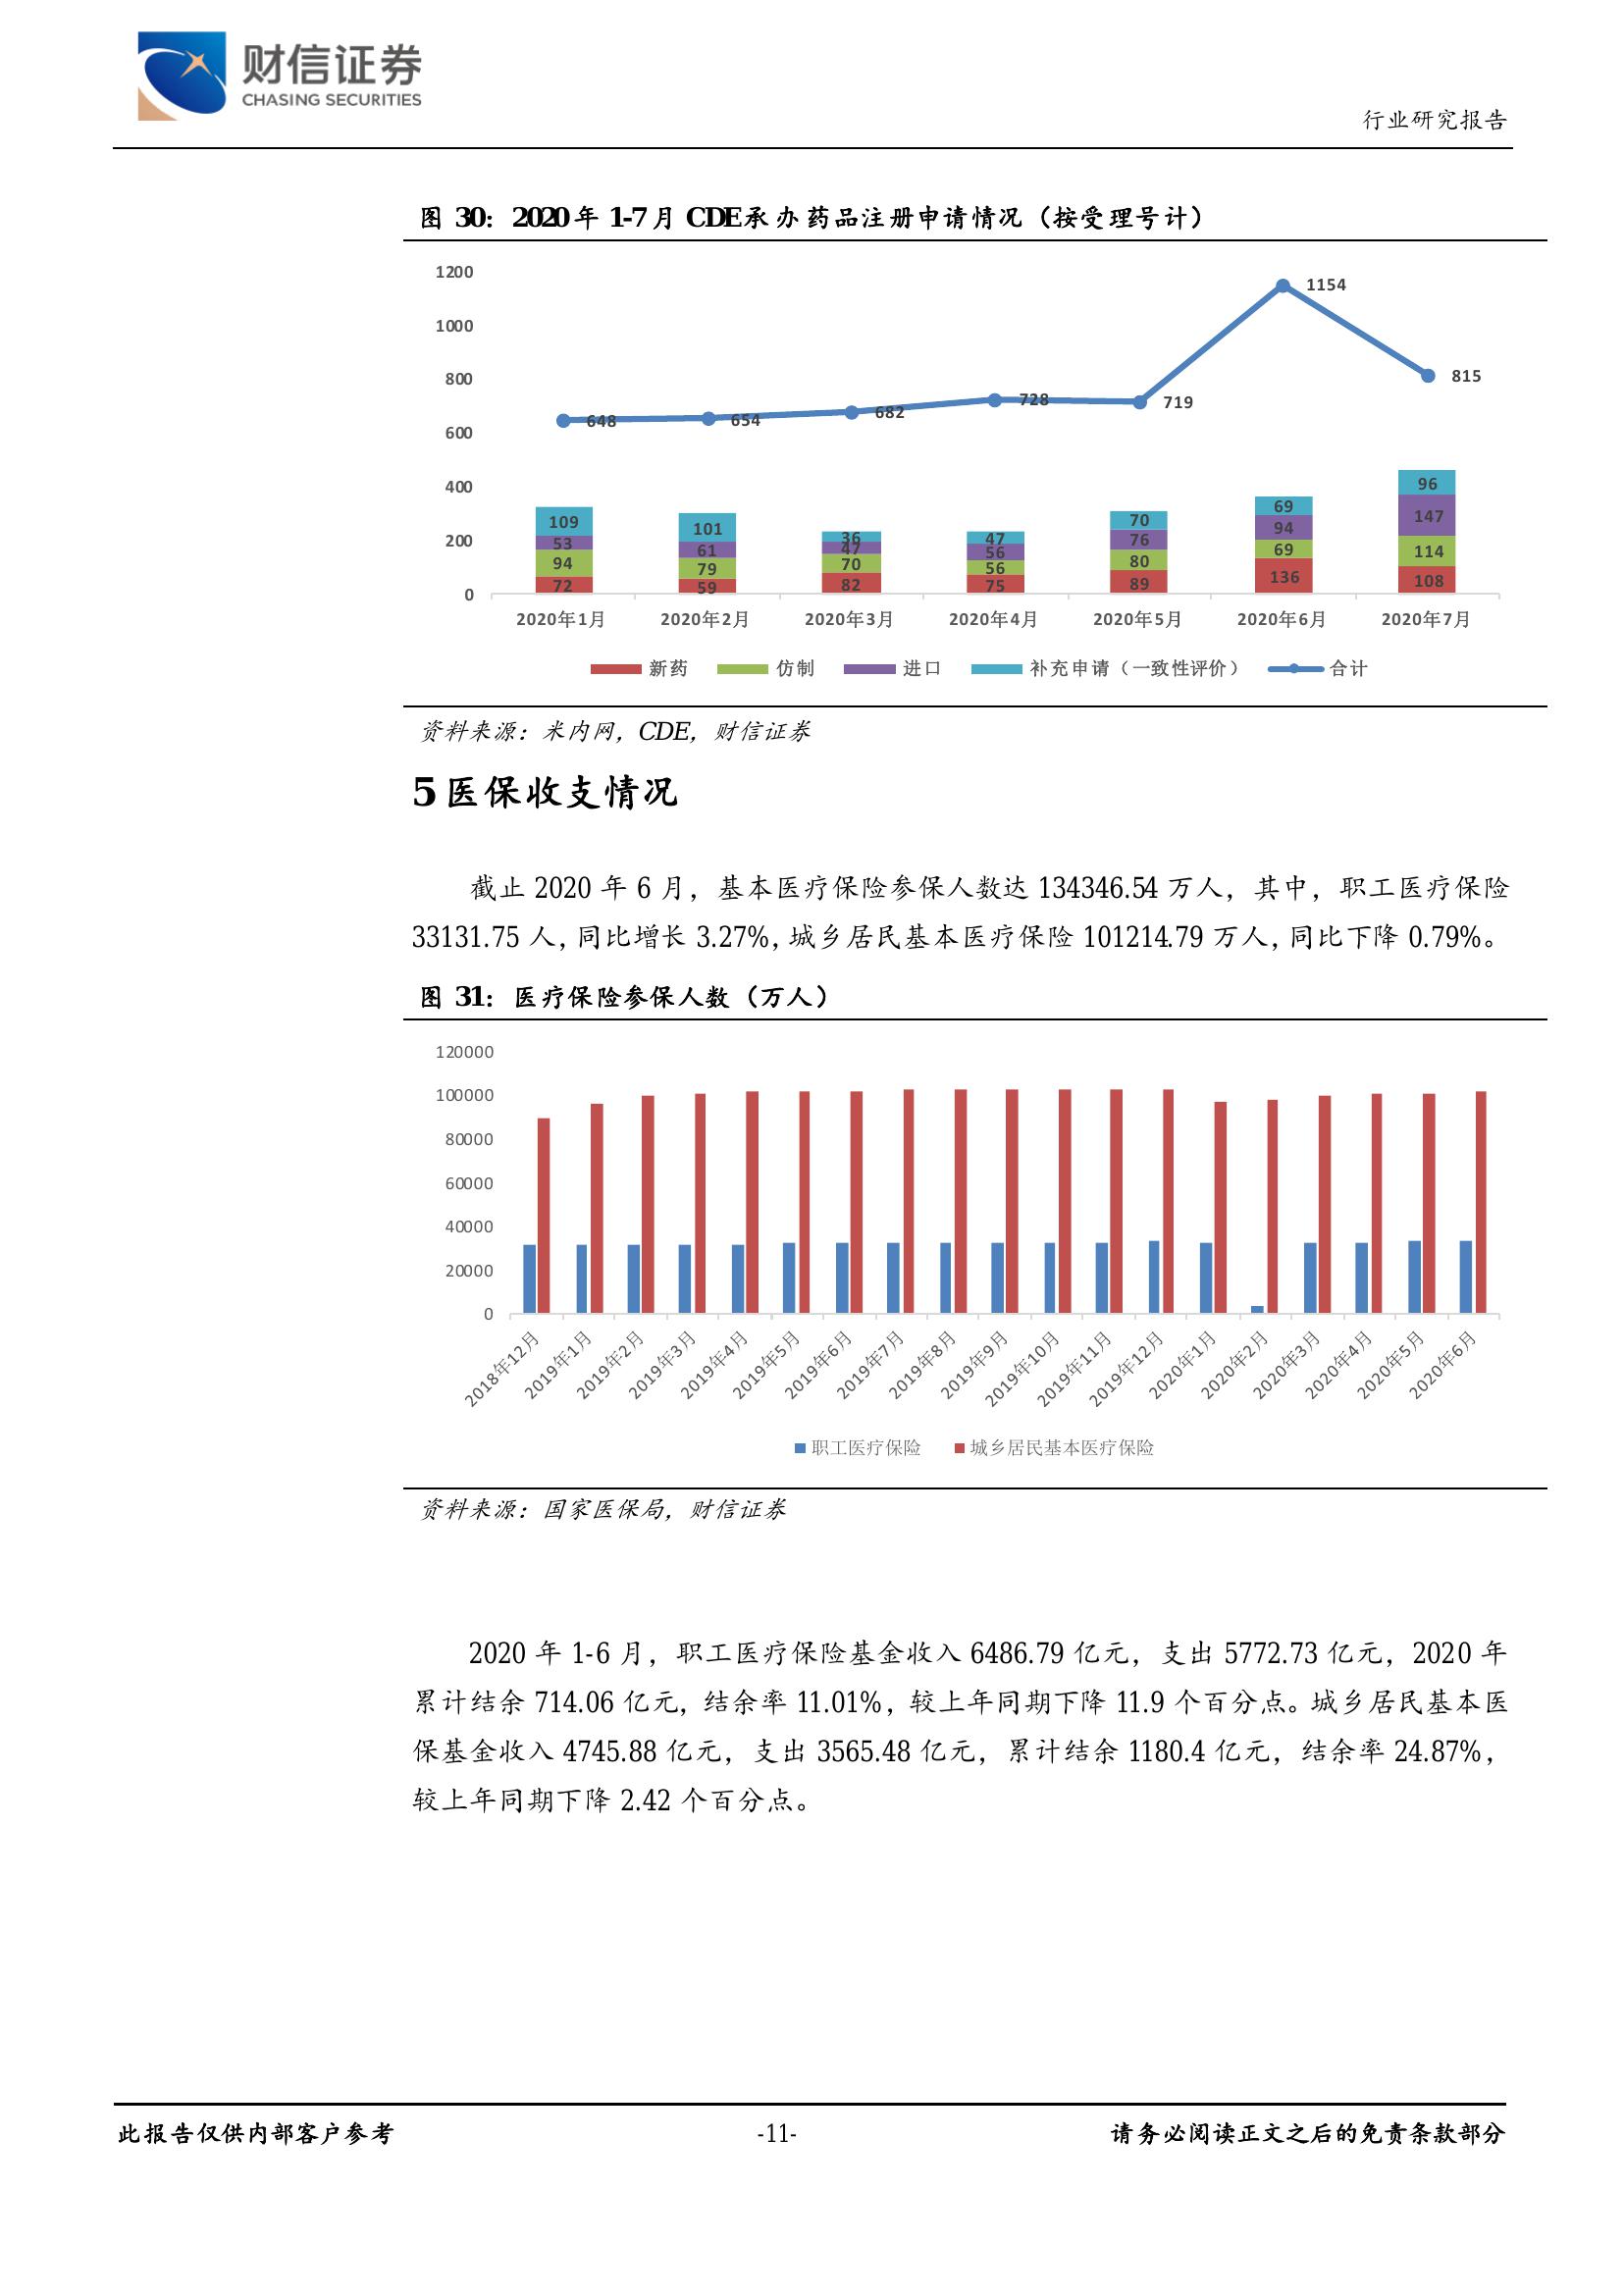 财信证券
CHASING SECURITIES
行业研究报告
图 30：2020 年 1-7 月 CDE 承办药品注册申请情况（按受理号计）
1200
1000
800
600
400
200
0
648
654
682
728
719
1154
815
109
53
94
72
101
61
79
59
36
47
70
82
47
56
56
75
70
76
80
89
69
94
69
136
96
147
114
108
2020年1月 2020年2月 2020年3月 2020年4月 2020年5月 2020年6月 2020年7月
新药 仿制 进口 补充申请（一致性评价） 合计
资料来源：米内网，CDE，财信证券
5 医保收支情况
截止 2020 年 6 月，基本医疗保险参保人数达 134346.54 万人，其中，职工医疗保险
33131.75 人，同比增长 3.27%，城乡居民基本医疗保险 101214.79 万人，同比下降 0.79%。
图 31：医疗保险参保人数（万人）
120000
100000
80000
60000
40000
20000
0
2018年12月 2019年1月 2019年2月 2019年3月 2019年4月 2019年5月 2019年6月 2019年7月 2019年8月 2019年9月 2019年10月 2019年11月 2019年12月 2020年1月 2020年2月 2020年3月 2020年4月 2020年5月 2020年6月
职工医疗保险 城乡居民基本医疗保险
资料来源：国家医保局，财信证券
2020 年 1-6 月，职工医疗保险基金收入 6486.79 亿元，支出 5772.73 亿元，2020 年
累计结余 714.06 亿元，结余率 11.01%，较上年同期下降 11.9 个百分点。城乡居民基本医
保基金收入 4745.88 亿元，支出 3565.48 亿元，累计结余 1180.4 亿元，结余率 24.87%，
较上年同期下降 2.42 个百分点。
此报告仅供内部客户参考 -11- 请务必阅读正文之后的免责条款部分